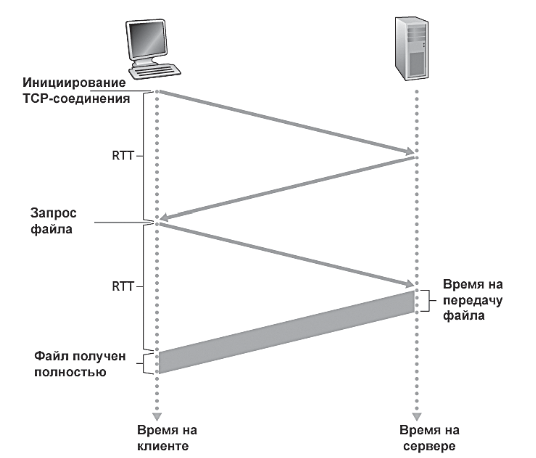 Инициирование
TCP-соединения
RTT
Запрос
файла
RTT
Время на
передачу
файла
Файл получен
полностью
Время на
клиенте
Время на
сервере